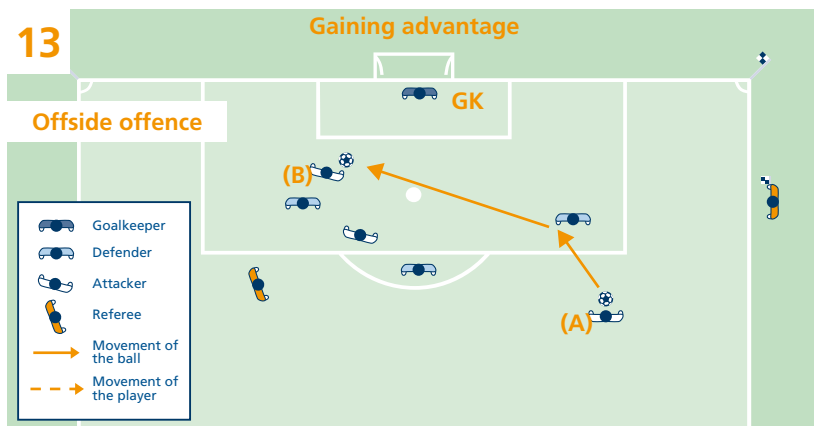 13
Gaining advantage
GK
Offside offence
(B)
(A)
Goalkeeper
Defender
Attacker
Referee
Movement of
the ball
Movement of
the player